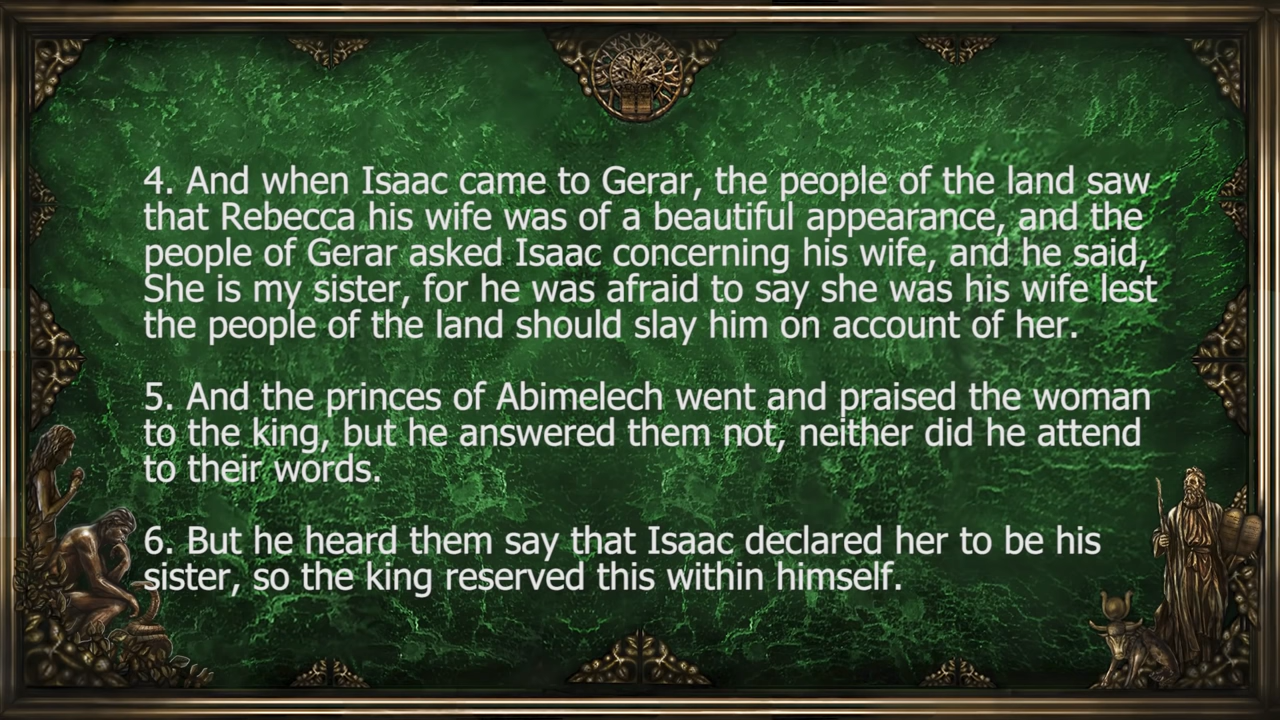 4. And when Isaac came to Gerar, the people of the land saw
that Rebecca his wife was of a beautiful appearance, and the
people of Gerar asked Isaac concerning his wife, and he said,
She is my sister, for he was afraid to say she was his wife lest
the people of the land should slay him on account of her.
5. And the princes of Abimelech went and praised the woman
to the king, but he answered them not, neither did he attend
to their words.
6. But he heard them say that Isaac declared her to be his
sister, so the king reserved this within himself.